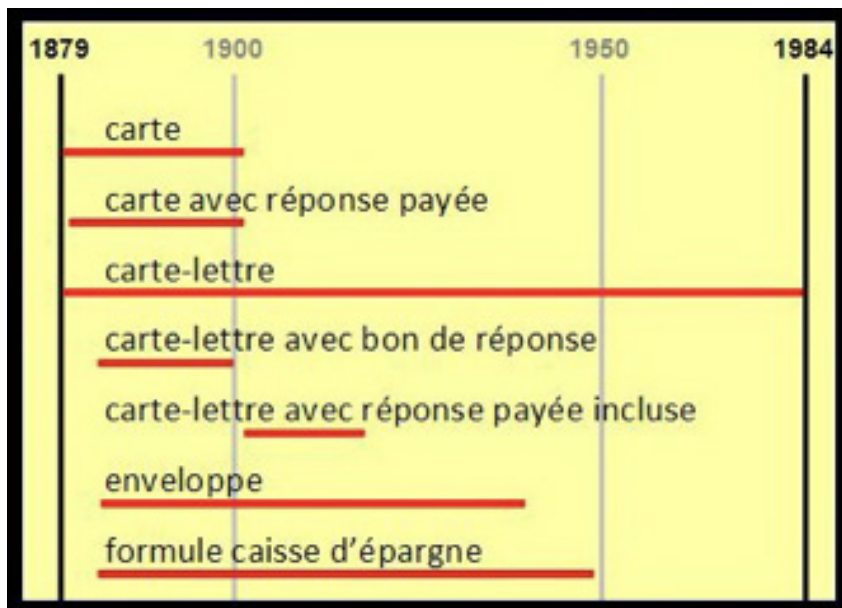 1879 1900 1950 1984
carte
carte avec réponse payée
carte-lettre
carte-lettre avec bon de réponse
carte-lettre avec réponse payée incluse
enveloppe
formule caisse d’épargne